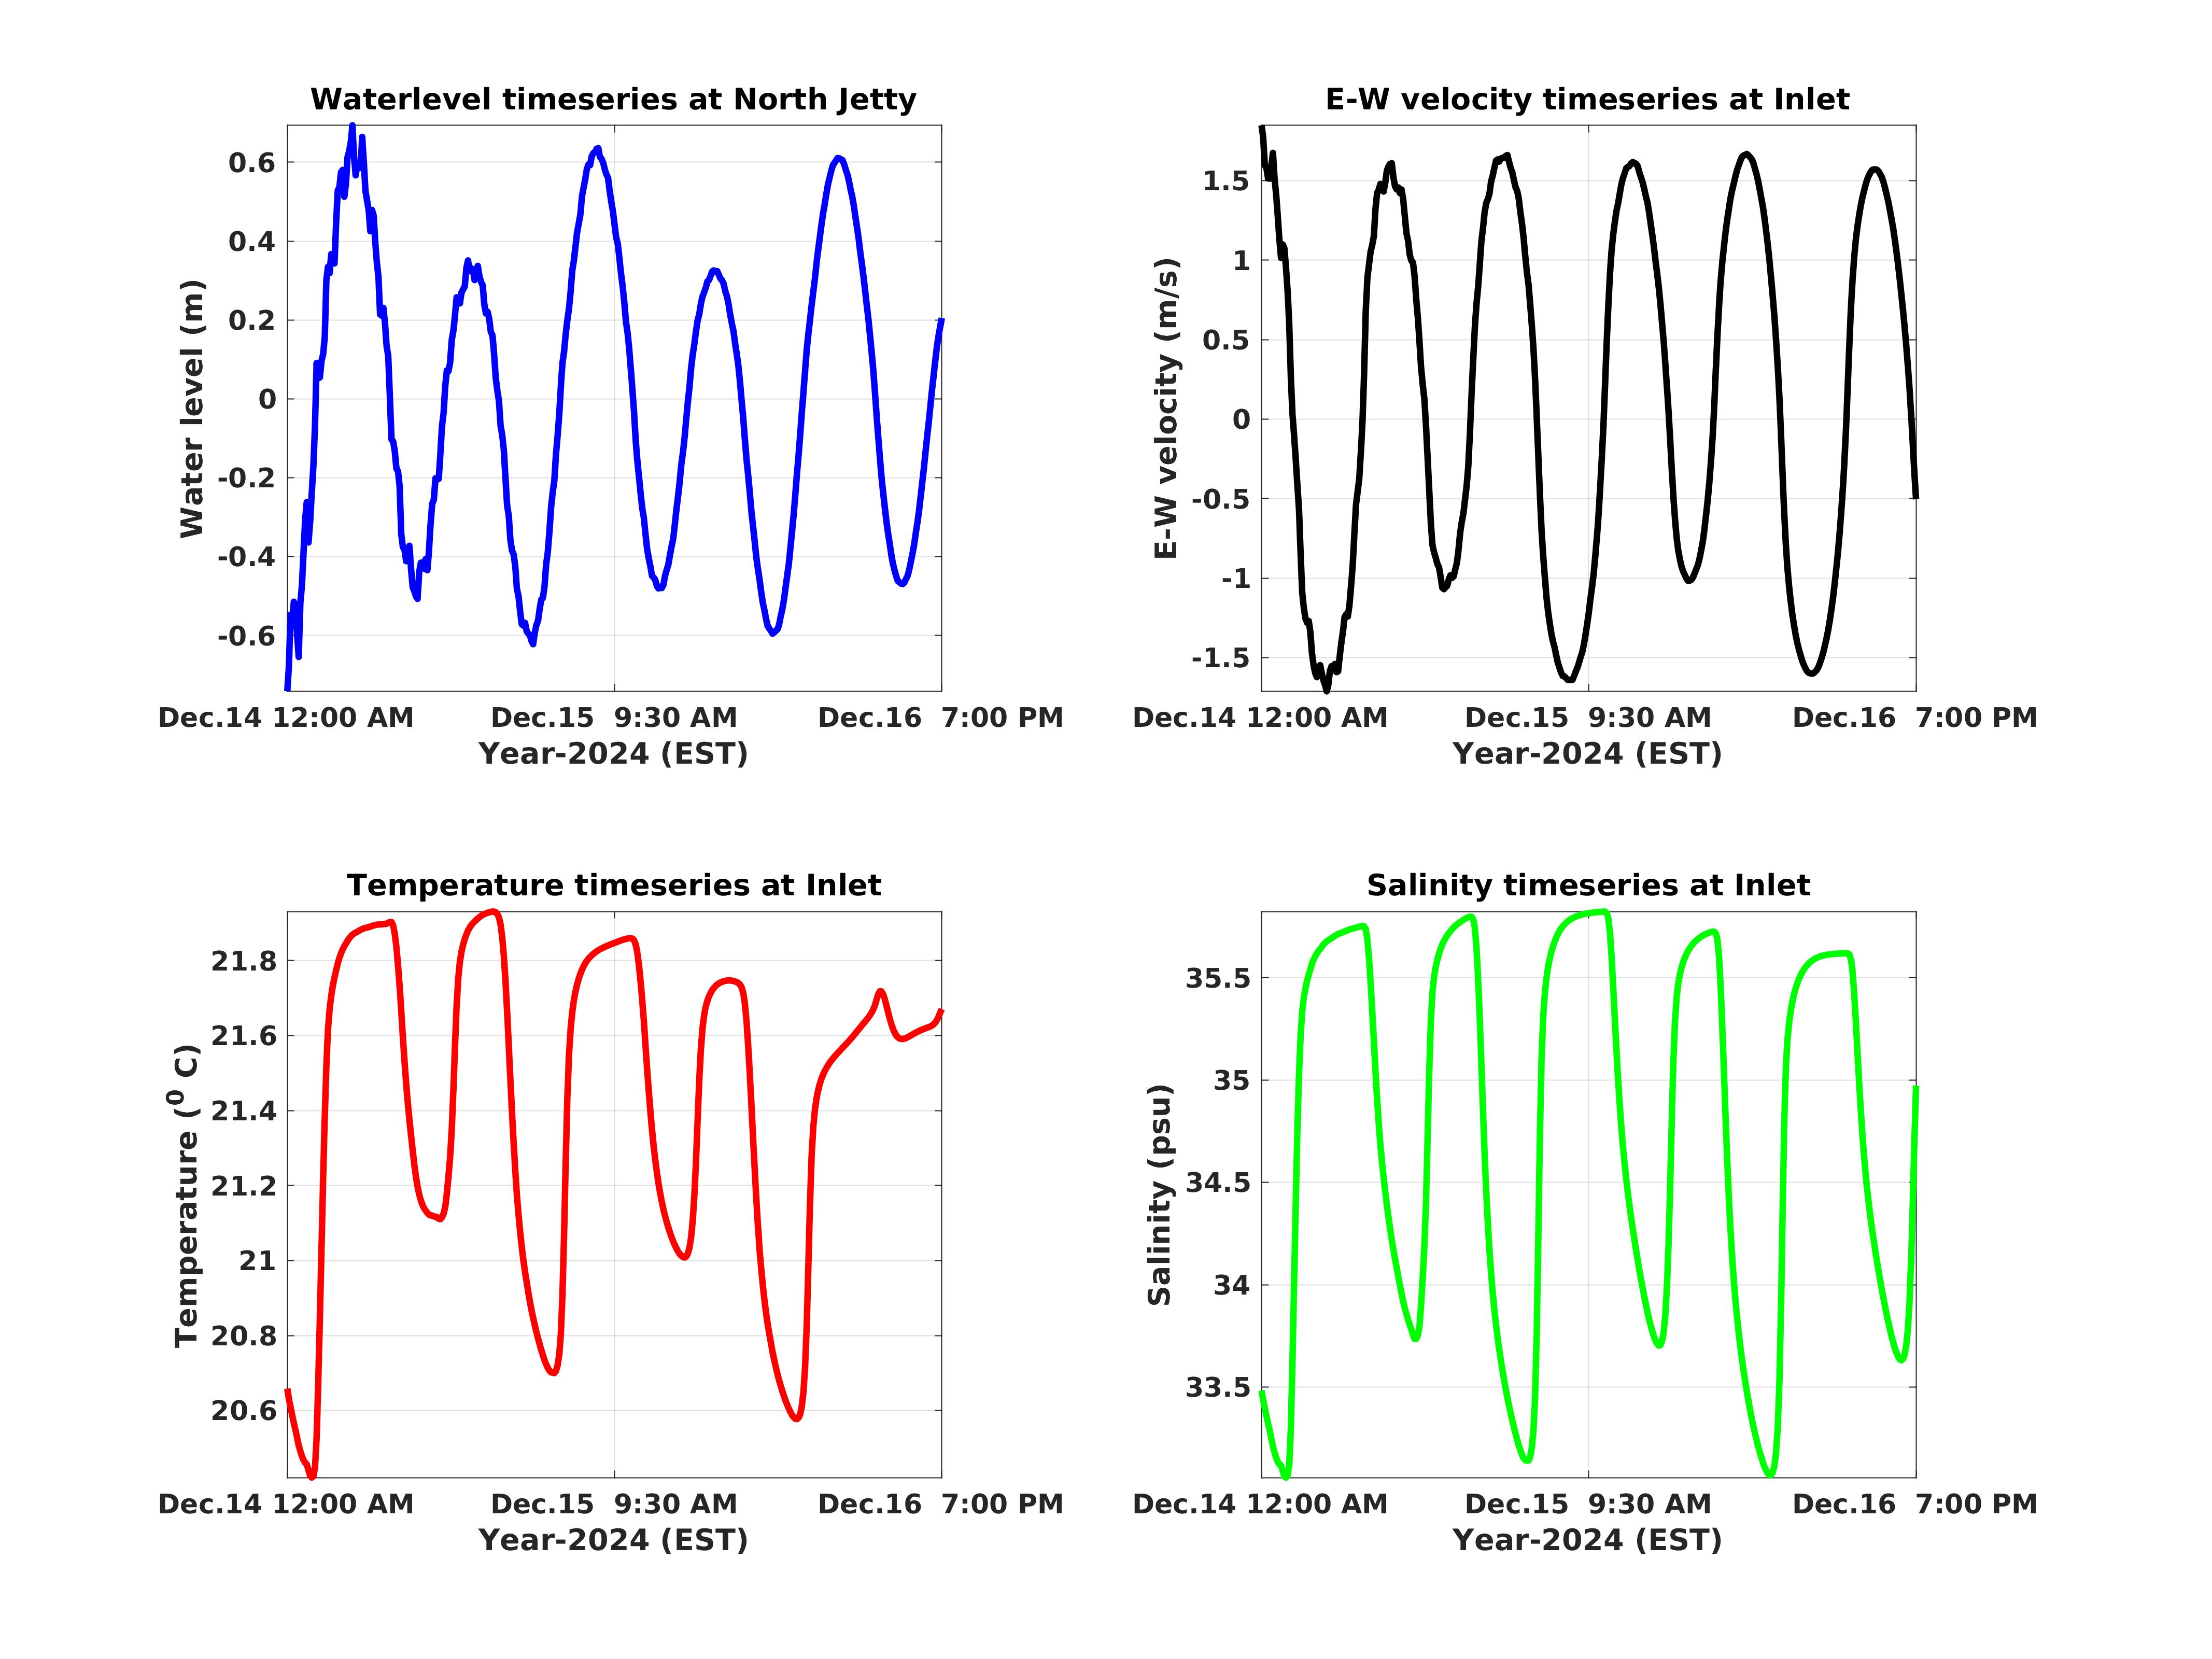 Waterlevel timeseries at North Jetty
0.6
0.4
0.2
0
-0.2
-0.4
-0.6
Water level (m)
Dec.14 12:00 AM
Dec.15  9:30 AM
Dec.16  7:00 PM
Year-2024 (EST)
E-W velocity timeseries at Inlet
1.5
1
0.5
0
-0.5
-1
-1.5
E-W velocity (m/s)
Dec.14 12:00 AM
Dec.15  9:30 AM
Dec.16  7:00 PM
Year-2024 (EST)
Temperature timeseries at Inlet
21.8
21.6
21.4
21.2
21
20.8
20.6
Temperature (⁰ C)
Dec.14 12:00 AM
Dec.15  9:30 AM
Dec.16  7:00 PM
Year-2024 (EST)
Salinity timeseries at Inlet
35.5
35
34.5
34
33.5
Salinity (psu)
Dec.14 12:00 AM
Dec.15  9:30 AM
Dec.16  7:00 PM
Year-2024 (EST)